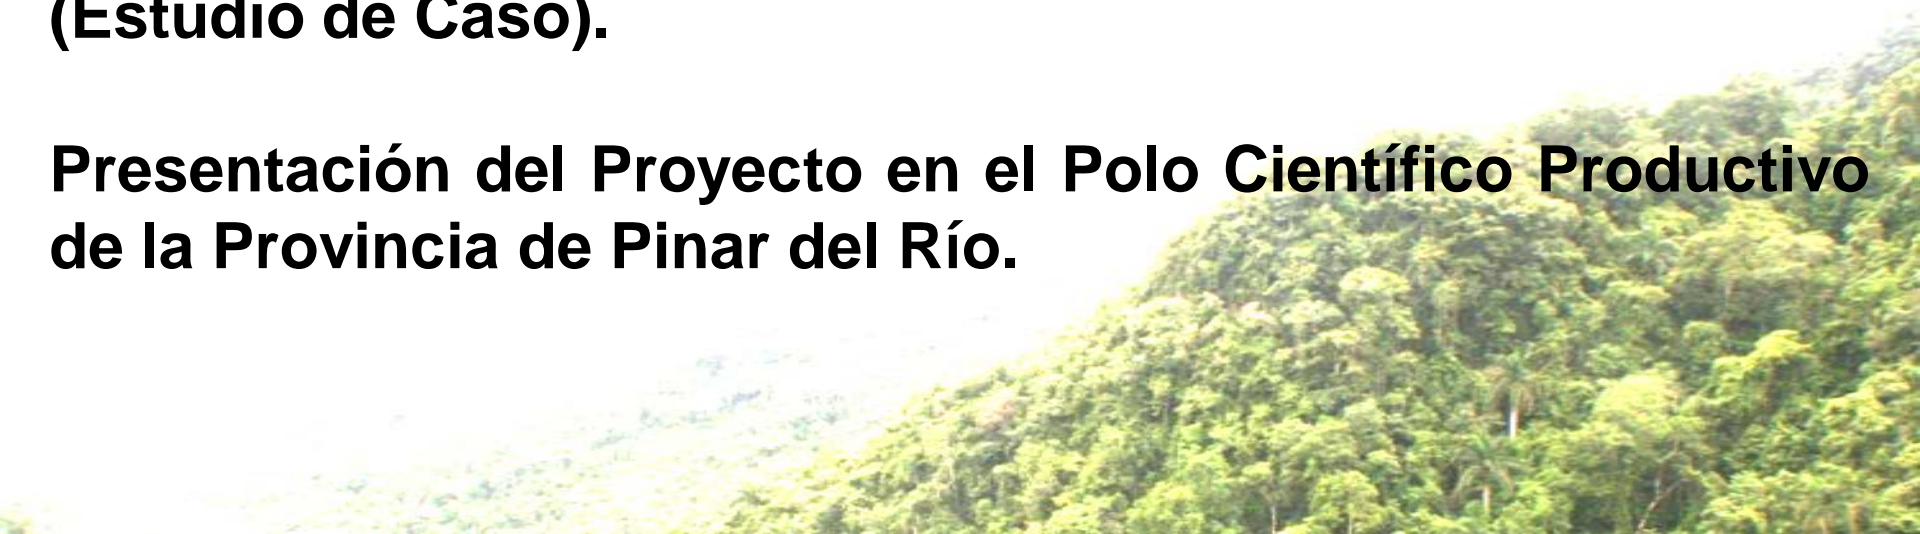 (Estudio de Caso).
Presentación del Proyecto en el Polo Científico Productivo
de la Provincia de Pinar del Río.